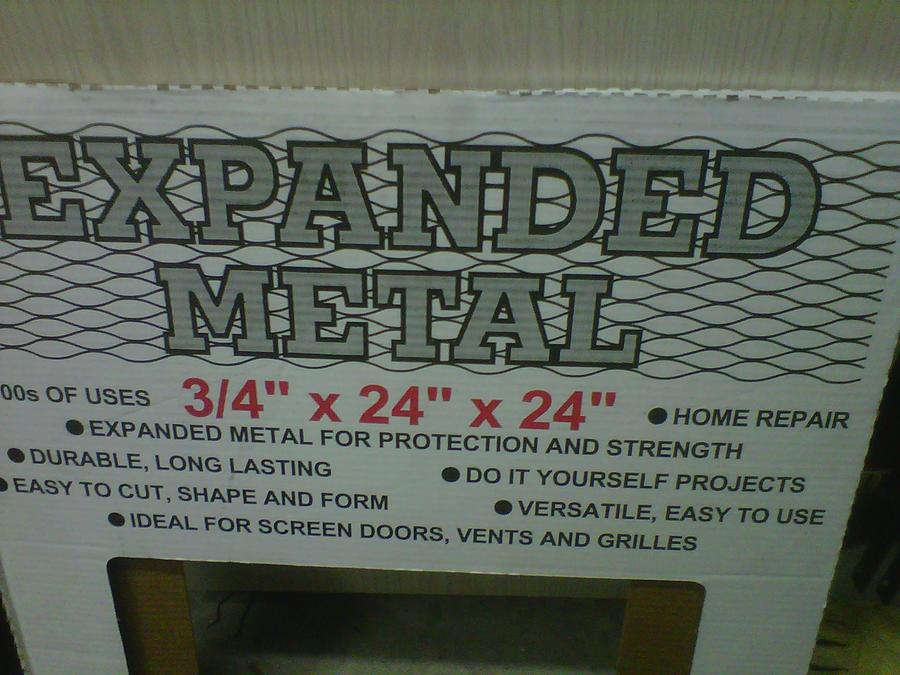 EXPANDED
METAL
00s OF USES 3/4" x 24" x 24" ● HOME REPAIR
● EXPANDED METAL FOR PROTECTION AND STRENGTH
● DURABLE, LONG LASTING ● DO IT YOURSELF PROJECTS
● EASY TO CUT, SHAPE AND FORM ● VERSATILE, EASY TO USE
● IDEAL FOR SCREEN DOORS, VENTS AND GRILLES